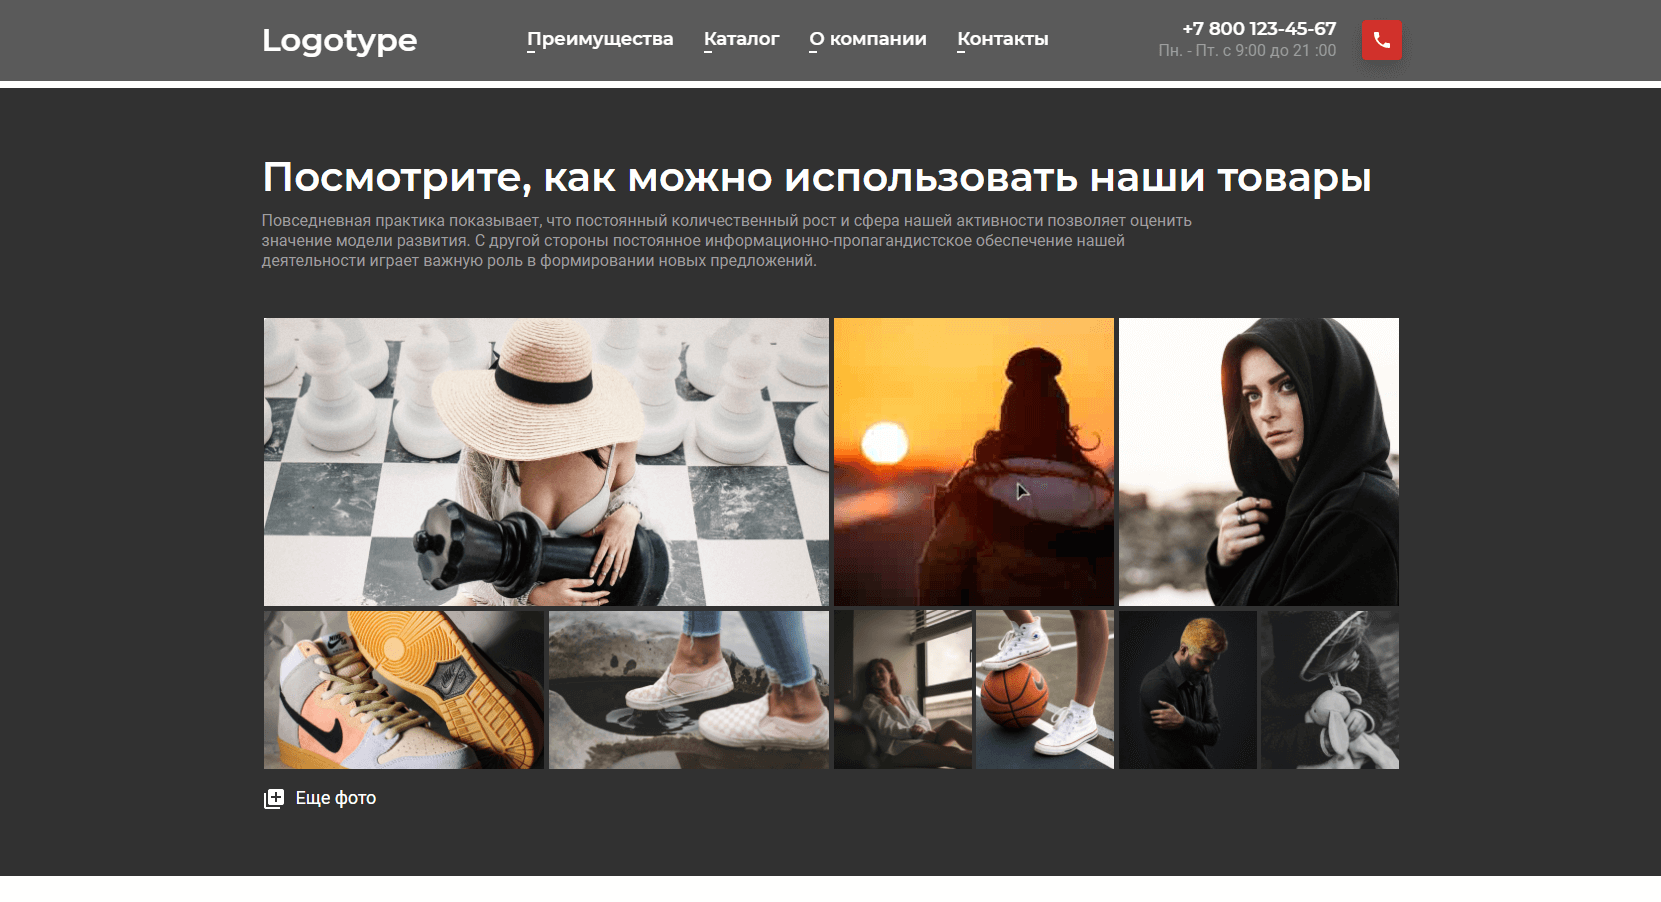 Logotype
Преимущества Каталог О компании Контакты
+7 800 123-45-67
Пн. - Пт. с 9:00 до 21 :00
Посмотрите, как можно использовать наши товары
Повседневная практика показывает, что постоянный количественный рост и сфера нашей активности позволяет оценить
значение модели развития. С другой стороны постоянное информационно-пропагандистское обеспечение нашей
деятельности играет важную роль в формировании новых предложений.
Еще фото